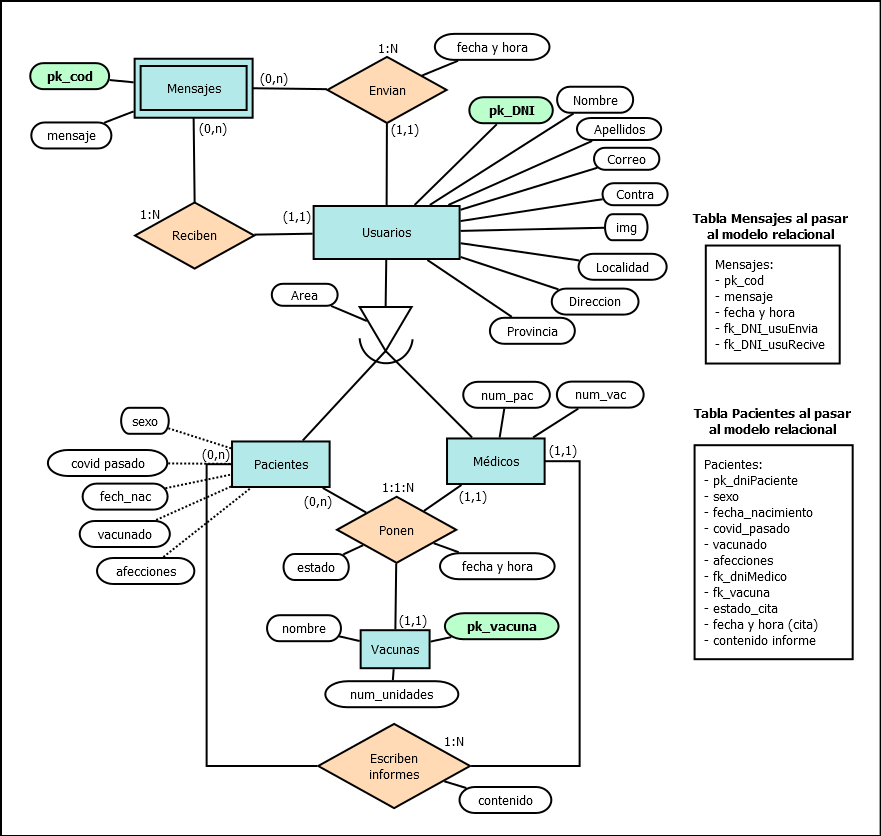 1:N
fecha y hora
pk_cod
Mensajes
(0,n)
Envian
mensaje
(0,n)
(1,1)
pk_DNI
Nombre
Apellidos
Correo
Contra
img
Localidad
Direccion
Provincia
1:N
Reciben
(1,1)
Usuarios
Area
Tabla Mensajes al pasar
al modelo relacional
Mensajes:
- pk_cod
- mensaje
- fecha y hora
- fk_DNI_usuEnvia
- fk_DNI_usuRecive
num_pac
num_vac
sexo
covid pasado
fech_nac
vacunado
afecciones
(0,n)
Pacientes
(0,n)
Médicos
(1,1)
(1,1)
1:1:N
Ponen
estado
fecha y hora
(1,1)
nombre
Vacunas
pk_vacuna
num_unidades
1:N
Escriben
informes
contenido
Tabla Pacientes al pasar
al modelo relacional
Pacientes:
- pk_dniPaciente
- sexo
- fecha_nacimiento
- covid_pasado
- vacunado
- afecciones
- fk_dniMedico
- fk_vacuna
- estado_cita
- fecha y hora (cita)
- contenido informe